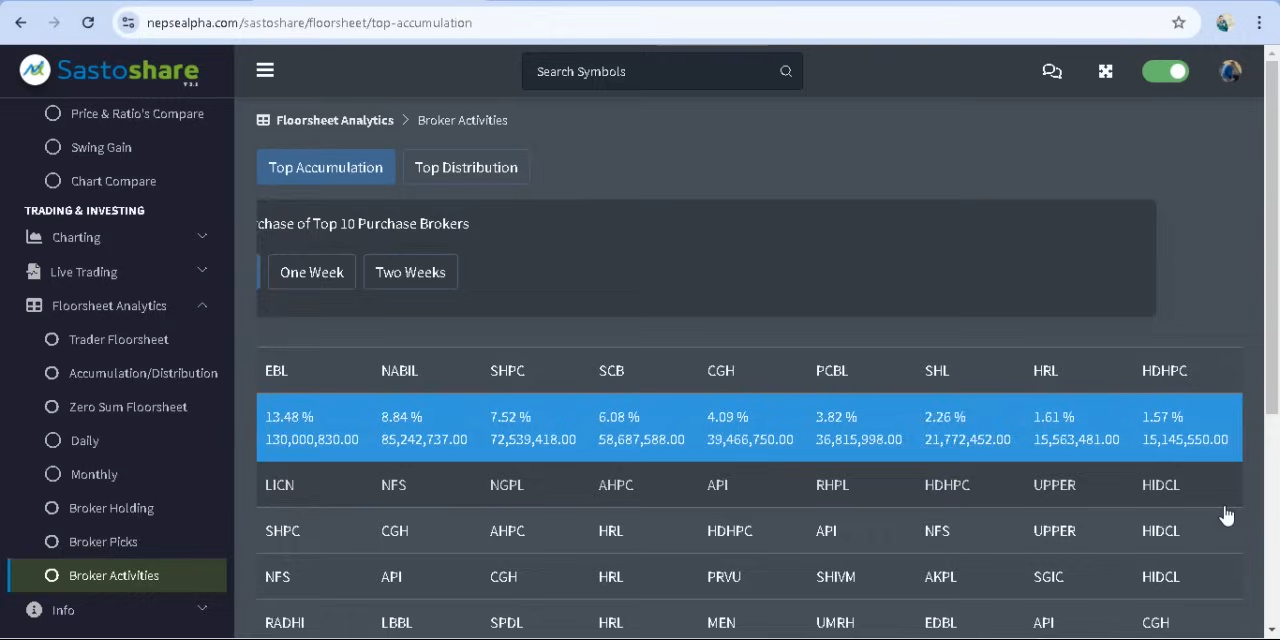 nepsealpha.com/sastoshare/floorsheet/top-accumulation
Sastoshare
V3.1
Search Symbols
Price & Ratio's Compare
Swing Gain
Chart Compare
TRADING & INVESTING
Charting
Live Trading
Floorsheet Analytics
Trader Floorsheet
Accumulation/Distribution
Zero Sum Floorsheet
Daily
Monthly
Broker Holding
Broker Picks
Broker Activities
Info
Floorsheet Analytics > Broker Activities
Top Accumulation Top Distribution
rchase of Top 10 Purchase Brokers
One Week Two Weeks
EBL NABIL SHPC SCB CGH PCBL SHL HRL HDHPC
13.48 % 8.84 % 7.52 % 6.08 % 4.09 % 3.82 % 2.26 % 1.61 % 1.57 %
130,000,830.00 85,242,737.00 72,539,418.00 58,687,588.00 39,466,750.00 36,815,998.00 21,772,452.00 15,563,481.00 15,145,550.00
LICN NFS NGPL AHPC API RHPL HDHPC UPPER HIDCL
SHPC CGH AHPC HRL HDHPC API NFS UPPER HIDCL
NFS API CGH HRL PRVU SHIVM AKPL SGIC HIDCL
RADHI LBBL SPDL HRL MEN UMRH EDBL API CGH